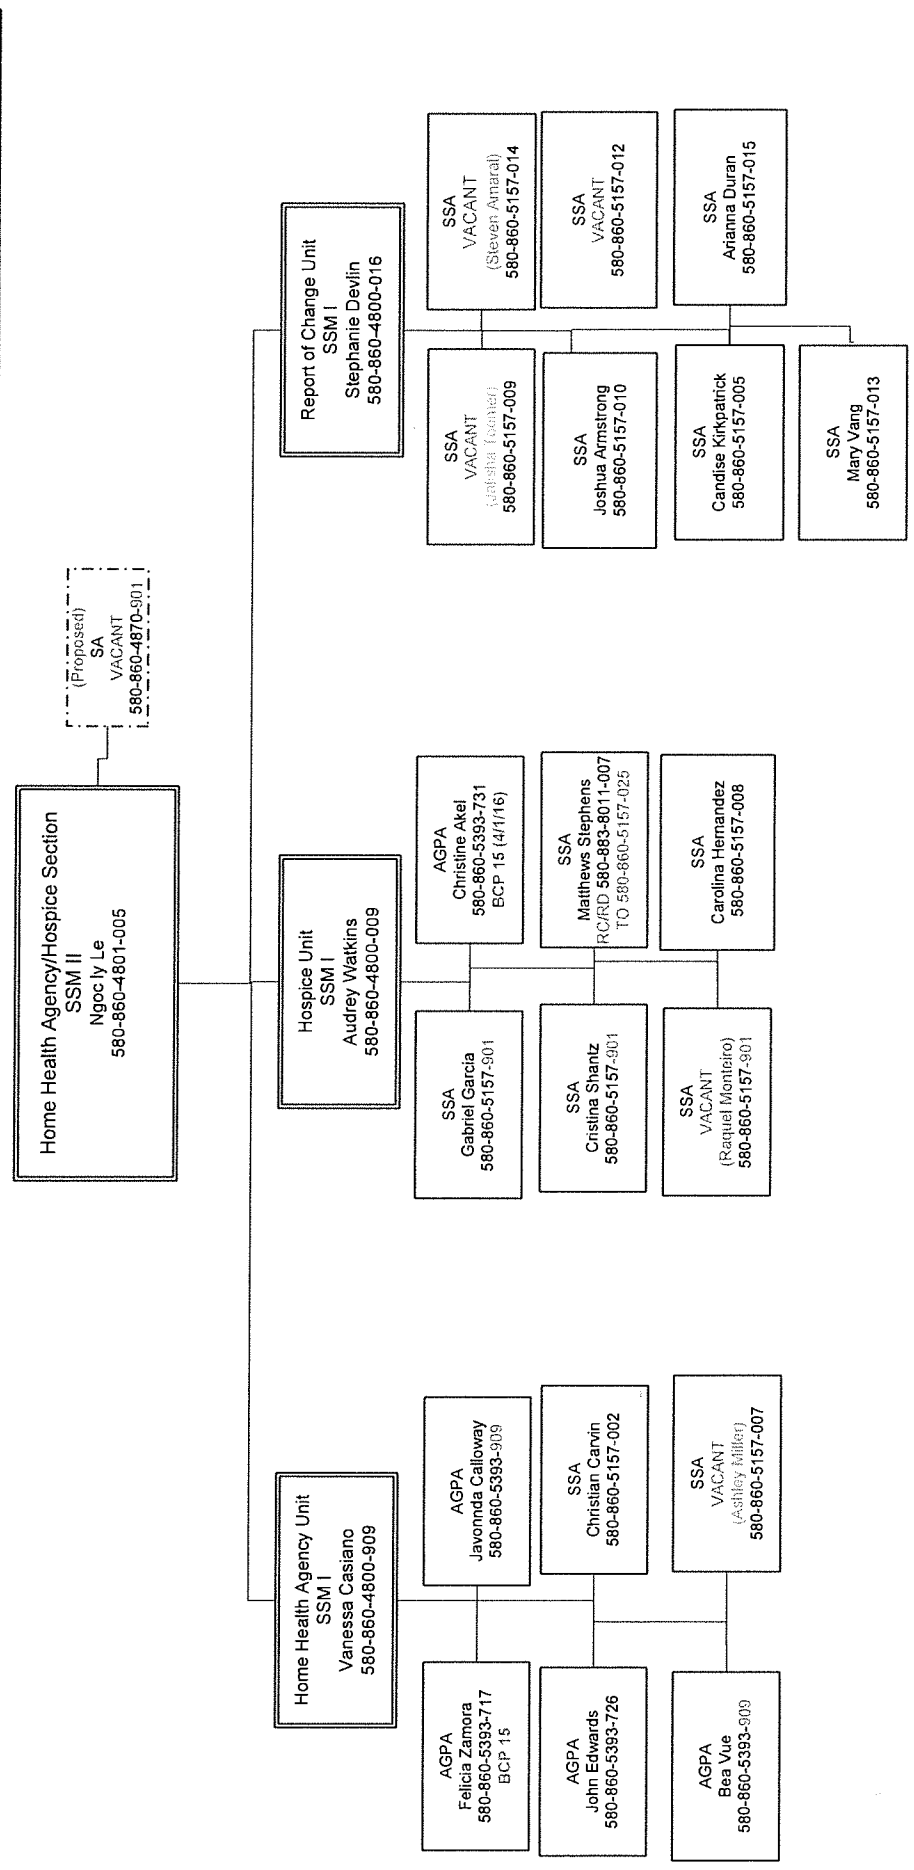 Home Health Agency/Hospice Section
SSM II
Ngoc Iy Le
580-860-4801-005
(Proposed)
SA
VACANT
580-860-4870-901
Home Health Agency Unit
SSM I
Vanessa Casiano
580-860-4800-909
AGPA
Felicia Zamora
580-860-5393-717
BCP 15
AGPA
Javonnda Calloway
580-860-5393-909
AGPA
John Edwards
580-860-5393-726
SSA
Christian Carvin
580-860-5157-002
AGPA
Bea Vue
580-860-5393-909
SSA
VACANT
(Ashley Miller)
580-860-5157-007
Hospice Unit
SSM I
Audrey Watkins
580-860-4800-009
SSA
Gabriel Garcia
580-860-5157-901
AGPA
Christine Akel
580-860-5393-731
BCP 15 (4/1/16)
SSA
Cristina Shantz
580-860-5157-901
SSA
Matthews Stephens
RC/RD 580-883-8011-007
TO 580-860-5157-025
SSA
VACANT
(Raquel Monteiro)
580-860-5157-901
SSA
Carolina Hernandez
580-860-5157-008
Report of Change Unit
SSM I
Stephanie Devlin
580-860-4800-016
SSA
VACANT
580-860-5157-009
SSA
VACANT
(Steven Amaral)
580-860-5157-014
SSA
Joshua Armstrong
580-860-5157-010
SSA
VACANT
580-860-5157-012
SSA
Candise Kirkpatrick
580-860-5157-005
SSA
Arianna Duran
580-860-5157-015
SSA
Mary Vang
580-860-5157-013